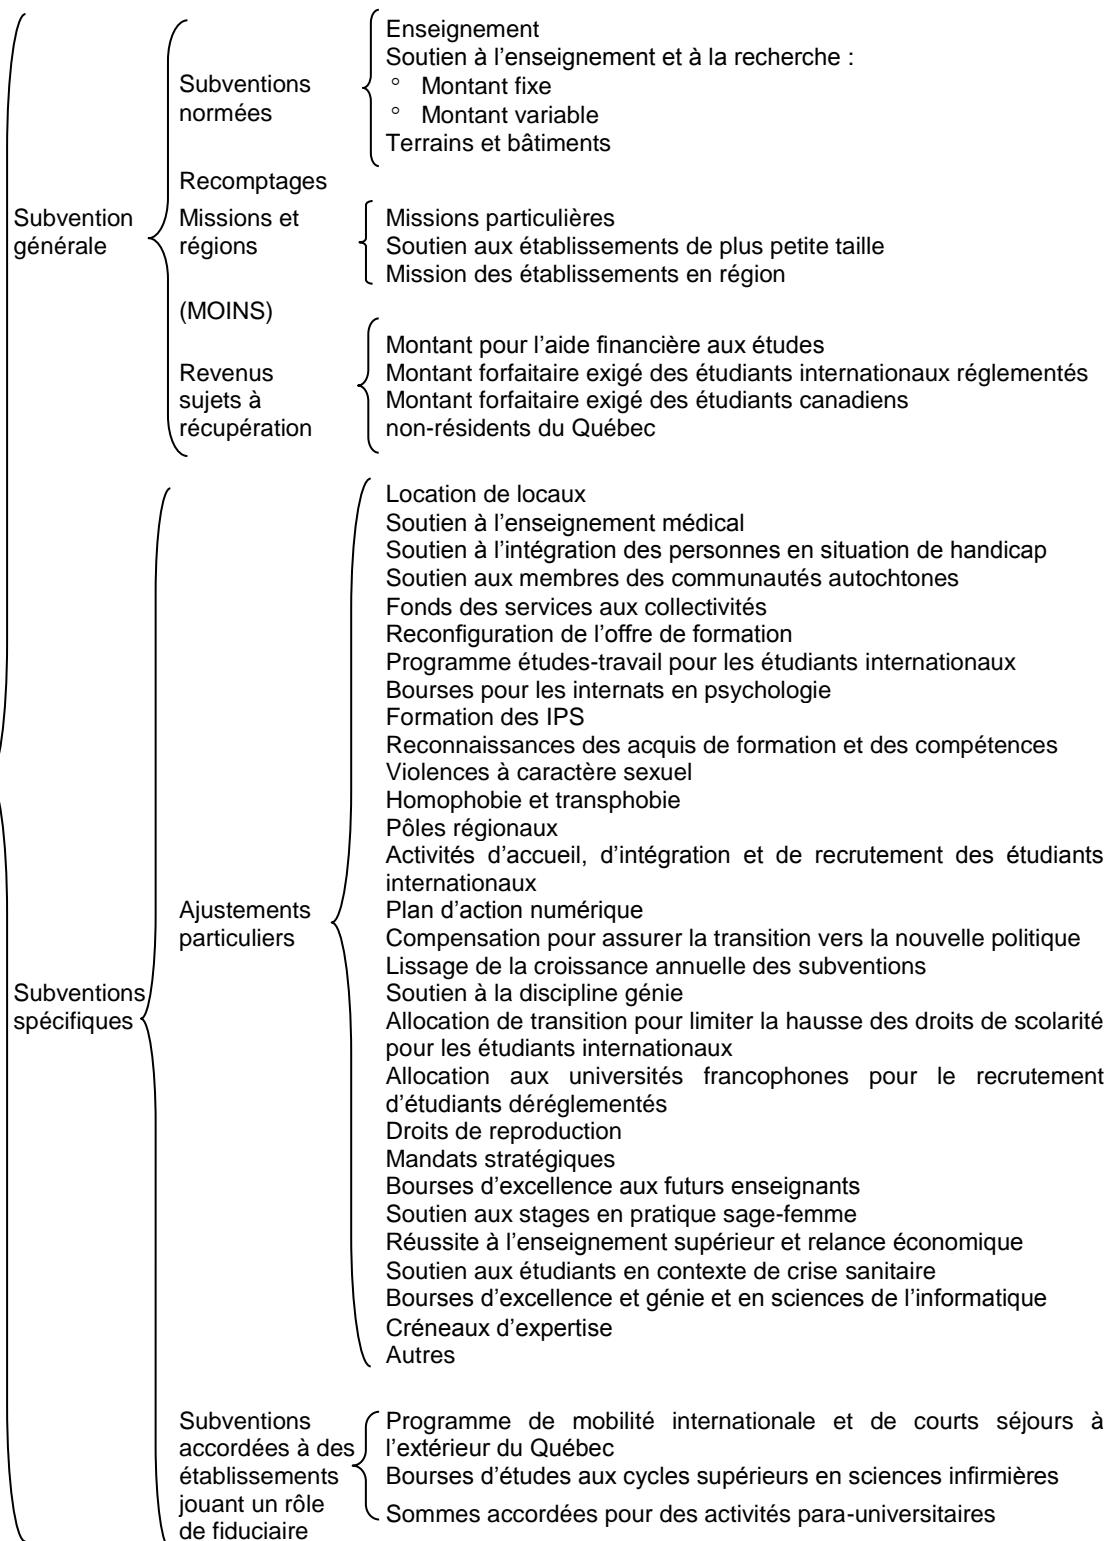 Subvention
générale
Subventions
normées
Enseignement
Soutien à l’enseignement et à la recherche :
° Montant fixe
° Montant variable
Terrains et bâtiments
Recomptages
Missions et
régions
Missions particulières
Soutien aux établissements de plus petite taille
Mission des établissements en région
(MOINS)
Revenus
sujets à
récupération
Montant pour l’aide financière aux études
Montant forfaitaire exigé des étudiants internationaux réglementés
Montant forfaitaire exigé des étudiants canadiens
non-résidents du Québec
Subventions
spécifiques
Ajustements
particuliers
Location de locaux
Soutien à l’enseignement médical
Soutien à l’intégration des personnes en situation de handicap
Soutien aux membres des communautés autochtones
Fonds des services aux collectivités
Reconfiguration de l’offre de formation
Programme études-travail pour les étudiants internationaux
Bourses pour les internats en psychologie
Formation des IPS
Reconnaissances des acquis de formation et des compétences
Violences à caractère sexuel
Homophobie et transphobie
Pôles régionaux
Activités d’accueil, d’intégration et de recrutement des étudiants
internationaux
Plan d’action numérique
Compensation pour assurer la transition vers la nouvelle politique
Lissage de la croissance annuelle des subventions
Soutien à la discipline génie
Allocation de transition pour limiter la hausse des droits de scolarité
pour les étudiants internationaux
Allocation aux universités francophones pour le recrutement
d’étudiants déréglementés
Droits de reproduction
Mandats stratégiques
Bourses d’excellence aux futurs enseignants
Soutien aux stages en pratique sage-femme
Réussite à l’enseignement supérieur et relance économique
Soutien aux étudiants en contexte de crise sanitaire
Bourses d’excellence et génie et en sciences de l’informatique
Créneaux d’expertise
Autres
Subventions
accordées à des
établissements
jouant un rôle
de fiduciaire
Programme de mobilité internationale et de courts séjours à
l’extérieur du Québec
Bourses d’études aux cycles supérieurs en sciences infirmières
Sommes accordées pour des activités para-universitaires